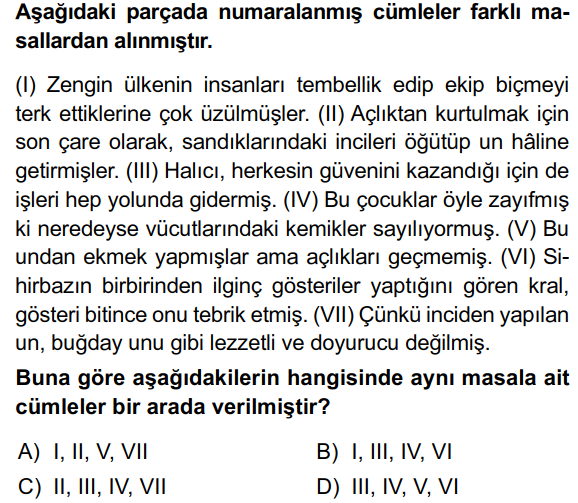 Aşağıdaki parçada numaralanmış cümleler farklı ma-
sallardan alınmıştır.
(I) Zengin ülkenin insanları tembellik edip ekip biçmeyi
terk ettiklerine çok üzülmüşler. (II) Açlıktan kurtulmak için
son çare olarak, sandıklarındaki incileri öğütüp un hâline
getirmişler. (III) Halıcı, herkesin güvenini kazandığı için de
işleri hep yolunda gidermiş. (IV) Bu çocuklar öyle zayıfmış
ki neredeyse vücutlarındaki kemikler sayılıyormuş. (V) Bu
undan ekmek yapmışlar ama açlıkları geçmemiş. (VI) Si-
hirbazın birbirinden ilginç gösteriler yaptığını gören kral,
gösteri bitince onu tebrik etmiş. (VII) Çünkü inciden yapılan
un, buğday unu gibi lezzetli ve doyurucu değilmiş.
Buna göre aşağıdakilerin hangisinde aynı masala ait
cümleler bir arada verilmiştir?
A) I, II, V, VII
B) I, III, IV, VI
C) II, III, IV, VII
D) III, IV, V, VI